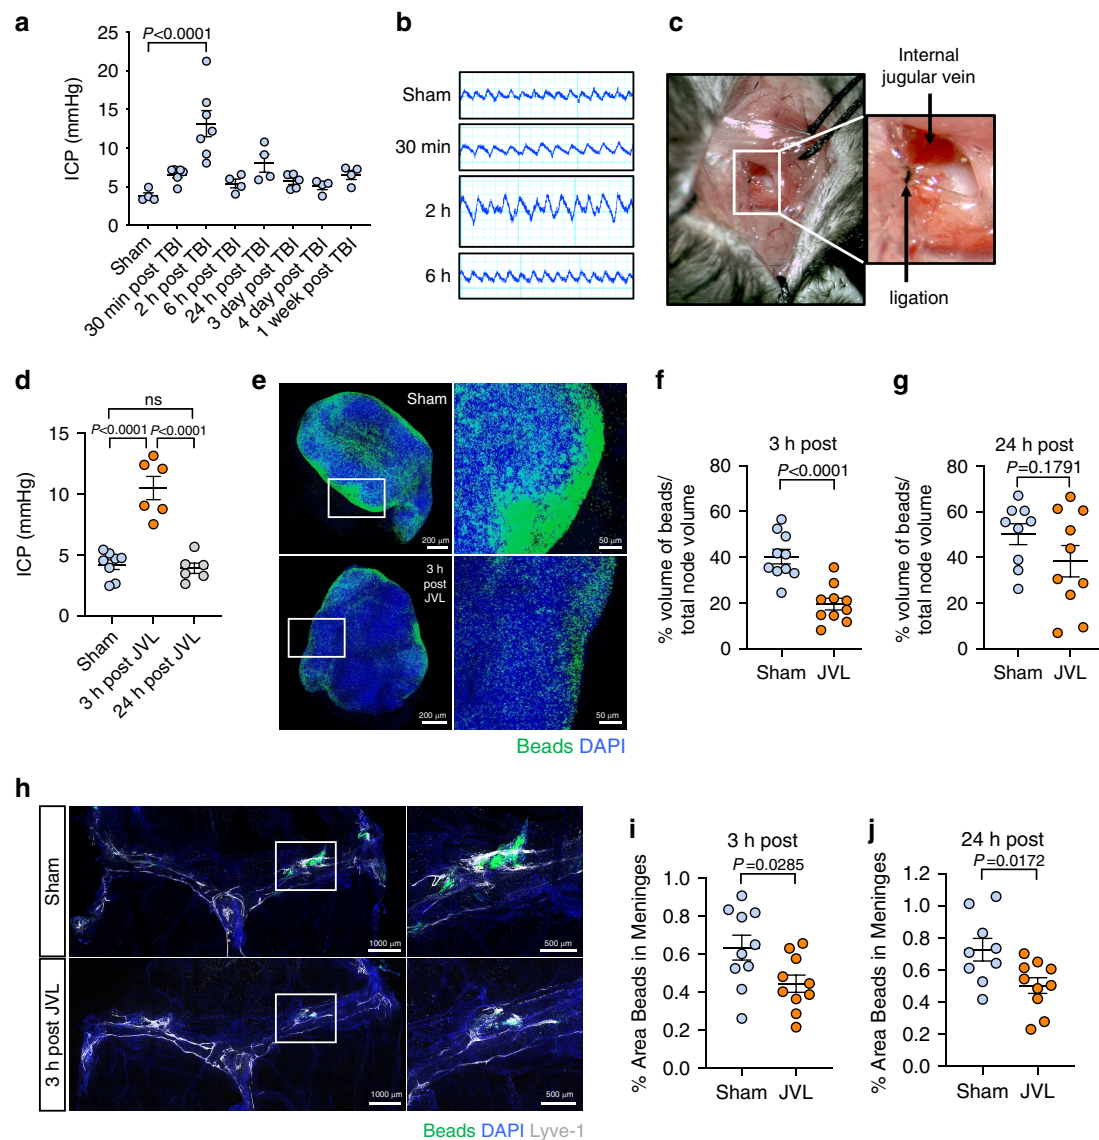 a
P<0.0001
25
20
15
10
5
0
ICP (mmHg)
Sham
30 min post TBI
2 h post TBI
6 h post TBI
24 h post TBI
3 day post TBI
4 day post TBI
1 week post TBI
b
Sham
30 min
2 h
6 h
c
Internal
jugular vein
ligation
d
ns
P<0.0001 P<0.0001
15
10
5
0
ICP (mmHg)
Sham
3 h post JVL
24 h post JVL
e
Sham
200 µm
50 µm
3 h
post
JVL
200 µm
50 µm
Beads DAPI
f
3 h post
P<0.0001
80
60
40
20
0
% volume of beads/
total node volume
Sham JVL
g
24 h post
P=0.1791
80
60
40
20
0
% volume of beads/
total node volume
Sham JVL
h
Sham
1000 µm
500 µm
3 h post JVL
1000 µm
500 µm
Beads DAPI Lyve-1
i
3 h post
P =0.0285
1.0
0.8
0.6
0.4
0.2
0.0
% Area Beads in Meninges
Sham JVL
j
24 h post
P =0.0172
1.2
1.0
0.8
0.6
0.4
0.2
0.0
% Area Beads in Meninges
Sham JVL